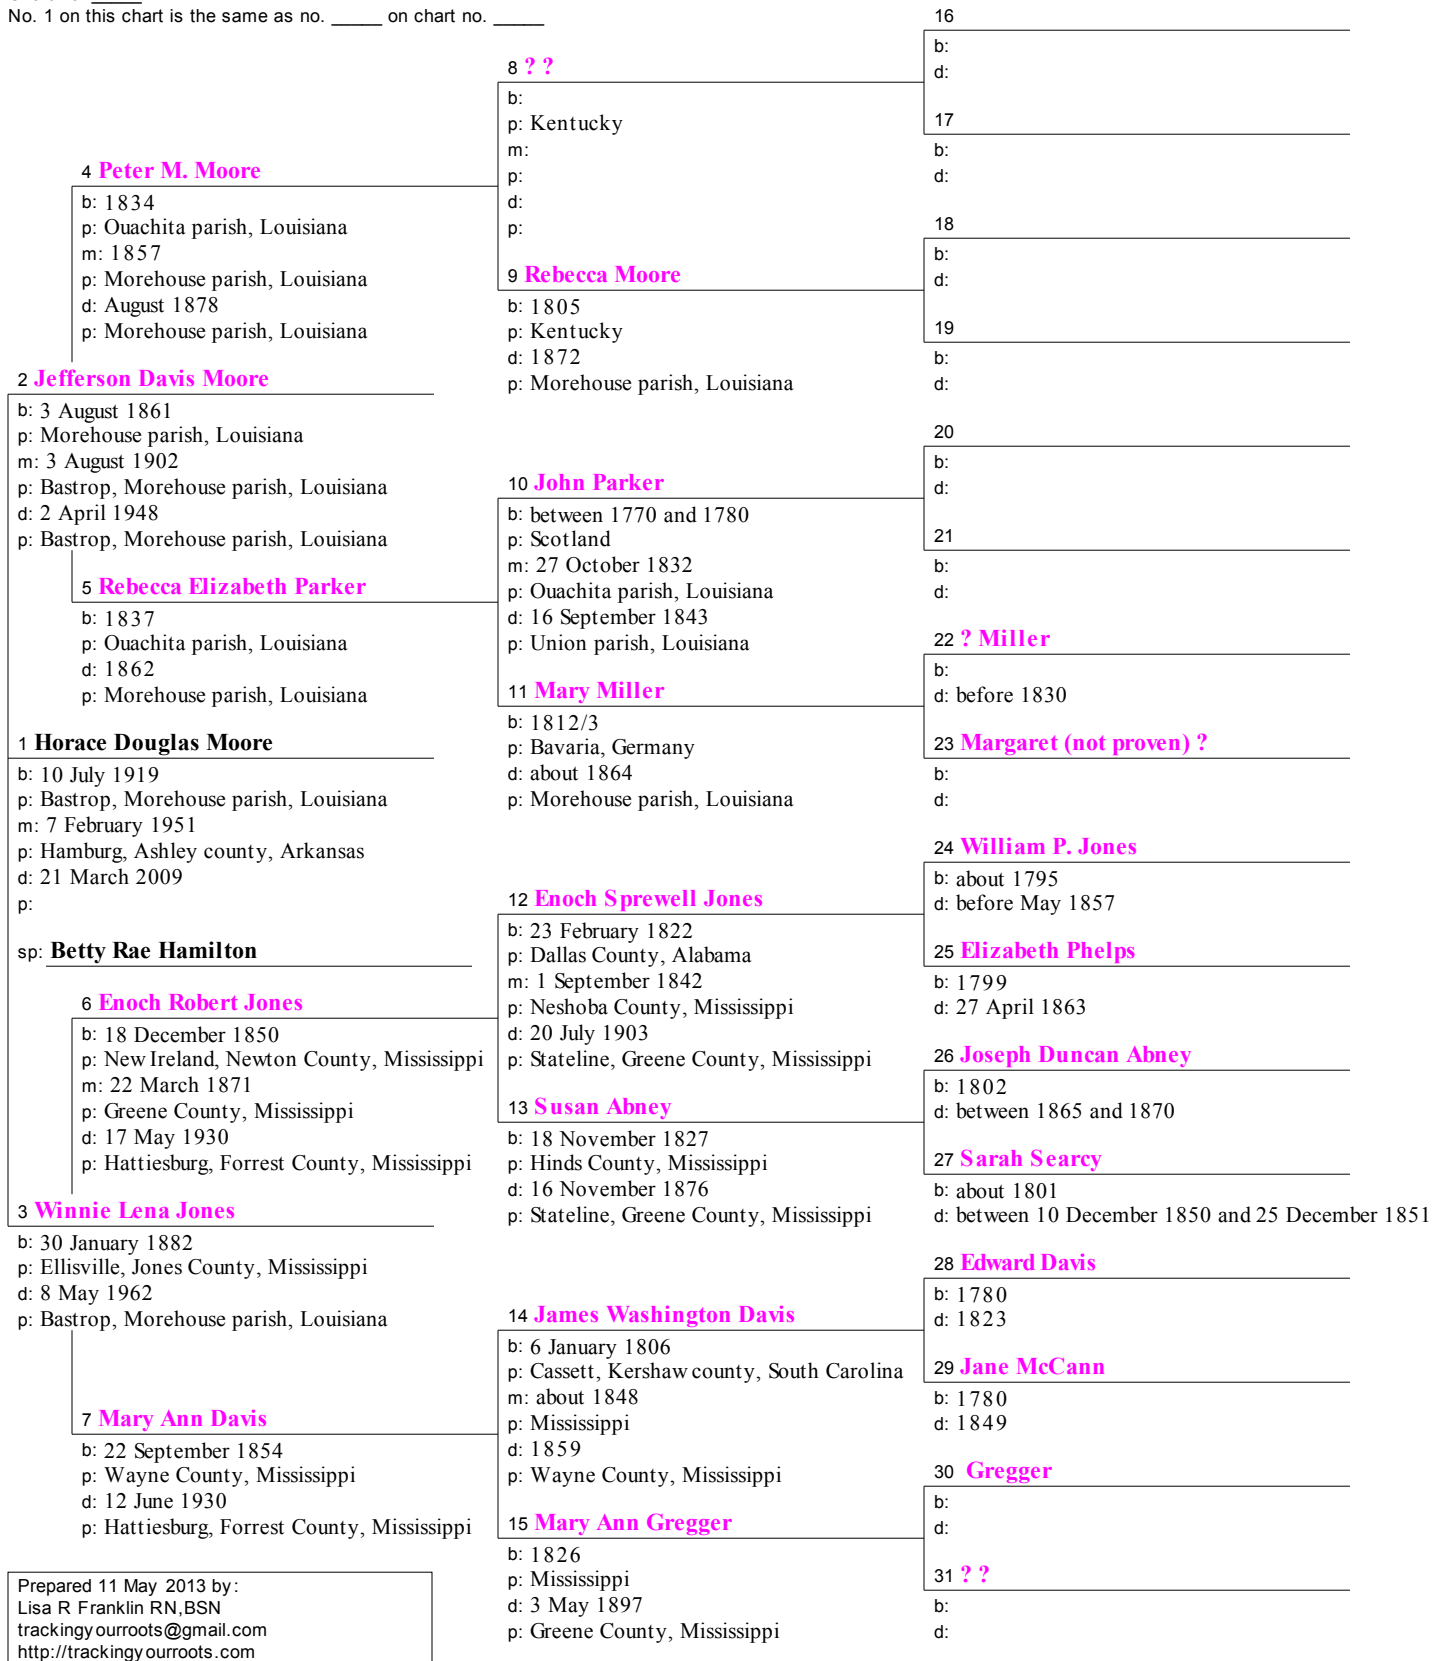 No. 1 on this chart is the same as no. _____ on chart no. _____
16
b:
d:
8 ? ?
b:
p: Kentucky
m:
p:
d:
p:
17
b:
d:
4 Peter M. Moore
b: 1834
p: Ouachita parish, Louisiana
m: 1857
p: Morehouse parish, Louisiana
d: August 1878
p: Morehouse parish, Louisiana
18
b:
d:
9 Rebecca Moore
b: 1805
p: Kentucky
d: 1872
p: Morehouse parish, Louisiana
19
b:
d:
2 Jefferson Davis Moore
b: 3 August 1861
p: Morehouse parish, Louisiana
m: 3 August 1902
p: Bastrop, Morehouse parish, Louisiana
d: 2 April 1948
p: Bastrop, Morehouse parish, Louisiana
20
b:
d:
10 John Parker
b: between 1770 and 1780
p: Scotland
m: 27 October 1832
p: Ouachita parish, Louisiana
d: 16 September 1843
p: Union parish, Louisiana
21
b:
d:
5 Rebecca Elizabeth Parker
b: 1837
p: Ouachita parish, Louisiana
d: 1862
p: Morehouse parish, Louisiana
22 ? Miller
b:
d: before 1830
11 Mary Miller
b: 1812/3
p: Bavaria, Germany
d: about 1864
p: Morehouse parish, Louisiana
23 Margaret (not proven) ?
b:
d:
1 Horace Douglas Moore
b: 10 July 1919
p: Bastrop, Morehouse parish, Louisiana
m: 7 February 1951
p: Hamburg, Ashley county, Arkansas
d: 21 March 2009
p:
sp: Betty Rae Hamilton
24 William P. Jones
b: about 1795
d: before May 1857
12 Enoch Sprewell Jones
b: 23 February 1822
p: Dallas County, Alabama
m: 1 September 1842
p: Neshoba County, Mississippi
d: 20 July 1903
p: Stateline, Greene County, Mississippi
25 Elizabeth Phelps
b: 1799
d: 27 April 1863
6 Enoch Robert Jones
b: 18 December 1850
p: New Ireland, Newton County, Mississippi
m: 22 March 1871
p: Greene County, Mississippi
d: 17 May 1930
p: Hattiesburg, Forrest County, Mississippi
26 Joseph Duncan Abney
b: 1802
d: between 1865 and 1870
13 Susan Abney
b: 18 November 1827
p: Hinds County, Mississippi
d: 16 November 1876
p: Stateline, Greene County, Mississippi
27 Sarah Searcy
b: about 1801
d: between 10 December 1850 and 25 December 1851
3 Winnie Lena Jones
b: 30 January 1882
p: Ellisville, Jones County, Mississippi
d: 8 May 1962
p: Bastrop, Morehouse parish, Louisiana
28 Edward Davis
b: 1780
d: 1823
14 James Washington Davis
b: 6 January 1806
p: Cassett, Kershaw county, South Carolina
m: about 1848
p: Mississippi
d: 1859
p: Wayne County, Mississippi
29 Jane McCann
b: 1780
d: 1849
7 Mary Ann Davis
b: 22 September 1854
p: Wayne County, Mississippi
d: 12 June 1930
p: Hattiesburg, Forrest County, Mississippi
30 Gregger
b:
d:
15 Mary Ann Gregger
b: 1826
p: Mississippi
d: 3 May 1897
p: Greene County, Mississippi
31 ? ?
b:
d:
Prepared 11 May 2013 by:
Lisa R Franklin RN,BSN
trackingyourroots@gmail.com
http://trackingyourroots.com